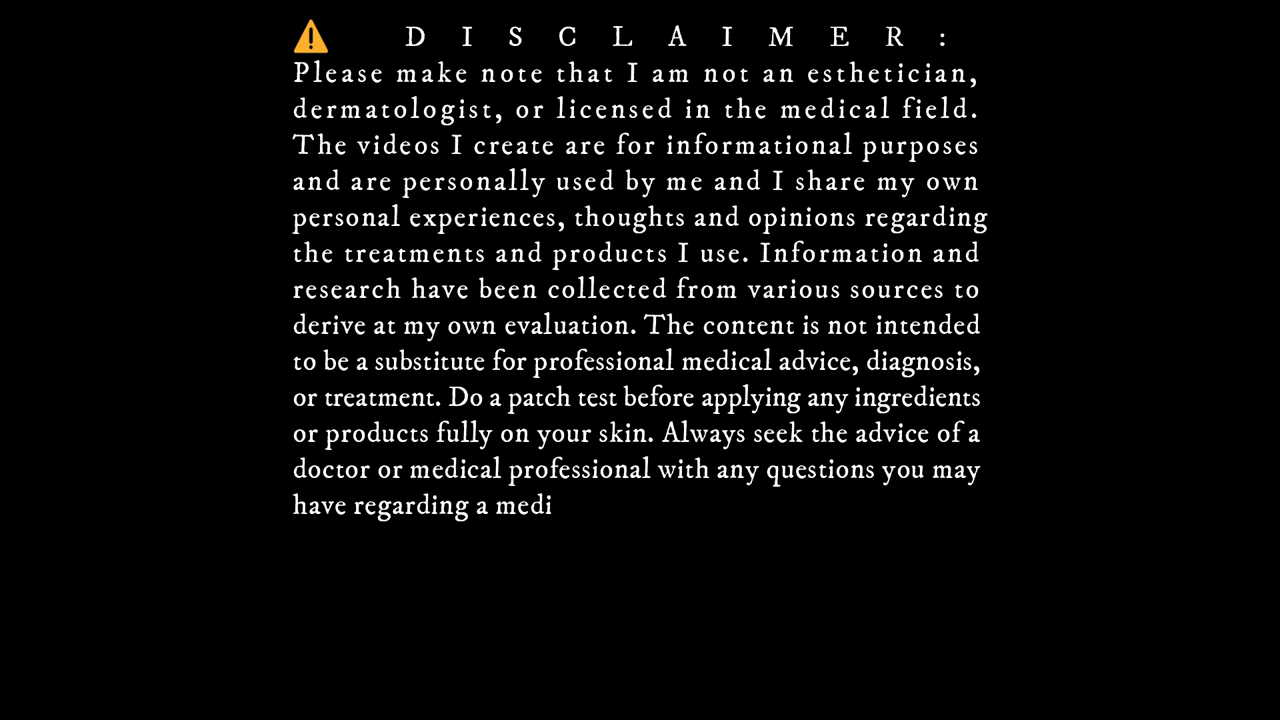 ⚠️ D I S C L A I M E R :
Please make note that I am not an esthetician,
dermatologist, or licensed in the medical field.
The videos I create are for informational purposes
and are personally used by me and I share my own
personal experiences, thoughts and opinions regarding
the treatments and products I use. Information and
research have been collected from various sources to
derive at my own evaluation. The content is not intended
to be a substitute for professional medical advice, diagnosis,
or treatment. Do a patch test before applying any ingredients
or products fully on your skin. Always seek the advice of a
doctor or medical professional with any questions you may
have regarding a medi